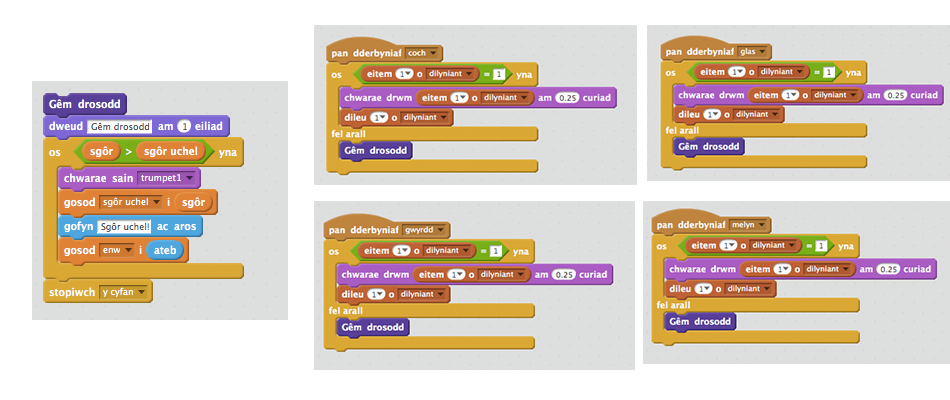 Gêm drosodd
dweud Gêm drosodd am 1 eiliad
os sgôr > sgôr uchel yna
chwarae sain trumpet1
gosod sgôr uchel i sgôr
gofyn Sgôr uchel! ac aros
gosod enw i ateb
stopiwch y cyfan
pan dderbyniaf coch
os eitem 1 o dilyniant = 1 yna
chwarae drwm eitem 1 o dilyniant am 0.25 curiad
dileu 1 o dilyniant
fel arall
Gêm drosodd
pan dderbyniaf glas
os eitem 1 o dilyniant = 1 yna
chwarae drwm eitem 1 o dilyniant am 0.25 curiad
dileu 1 o dilyniant
fel arall
Gêm drosodd
pan dderbyniaf gwyrdd
os eitem 1 o dilyniant = 1 yna
chwarae drwm eitem 1 o dilyniant am 0.25 curiad
dileu 1 o dilyniant
fel arall
Gêm drosodd
pan dderbyniaf melyn
os eitem 1 o dilyniant = 1 yna
chwarae drwm eitem 1 o dilyniant am 0.25 curiad
dileu 1 o dilyniant
fel arall
Gêm drosodd